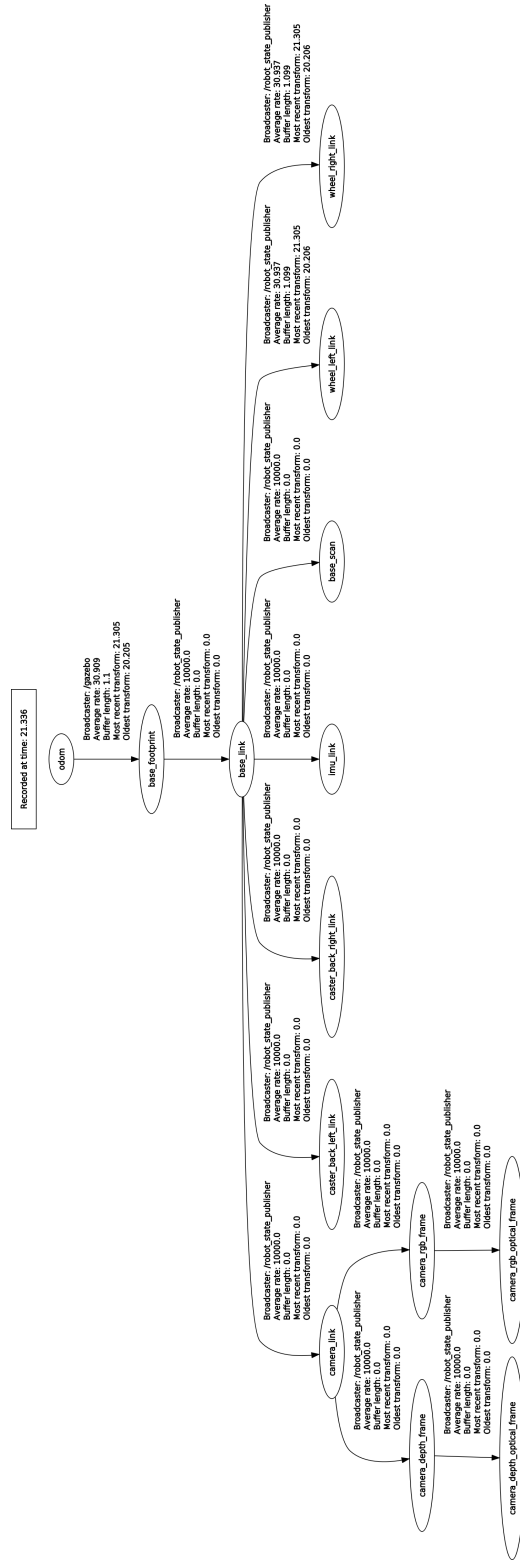 Recorded at time: 21.336
odom
Broadcaster: /gazebo
Average rate: 30.909
Buffer length: 1.1
Most recent transform: 21.305
Oldest transform: 20.205
base_footprint
Broadcaster: /robot_state_publisher
Average rate: 10000.0
Buffer length: 0.0
Most recent transform: 0.0
Oldest transform: 0.0
base_link
Broadcaster: /robot_state_publisher
Average rate: 10000.0
Buffer length: 0.0
Most recent transform: 0.0
Oldest transform: 0.0
camera_link
Broadcaster: /robot_state_publisher
Average rate: 10000.0
Buffer length: 0.0
Most recent transform: 0.0
Oldest transform: 0.0
caster_back_left_link
Broadcaster: /robot_state_publisher
Average rate: 10000.0
Buffer length: 0.0
Most recent transform: 0.0
Oldest transform: 0.0
caster_back_right_link
Broadcaster: /robot_state_publisher
Average rate: 10000.0
Buffer length: 0.0
Most recent transform: 0.0
Oldest transform: 0.0
imu_link
Broadcaster: /robot_state_publisher
Average rate: 10000.0
Buffer length: 0.0
Most recent transform: 0.0
Oldest transform: 0.0
base_scan
Broadcaster: /robot_state_publisher
Average rate: 30.937
Buffer length: 1.099
Most recent transform: 21.305
Oldest transform: 20.206
wheel_left_link
Broadcaster: /robot_state_publisher
Average rate: 30.937
Buffer length: 1.099
Most recent transform: 21.305
Oldest transform: 20.206
wheel_right_link
Broadcaster: /robot_state_publisher
Average rate: 10000.0
Buffer length: 0.0
Most recent transform: 0.0
Oldest transform: 0.0
camera_depth_frame
Broadcaster: /robot_state_publisher
Average rate: 10000.0
Buffer length: 0.0
Most recent transform: 0.0
Oldest transform: 0.0
camera_rgb_frame
Broadcaster: /robot_state_publisher
Average rate: 10000.0
Buffer length: 0.0
Most recent transform: 0.0
Oldest transform: 0.0
camera_depth_optical_frame
Broadcaster: /robot_state_publisher
Average rate: 10000.0
Buffer length: 0.0
Most recent transform: 0.0
Oldest transform: 0.0
camera_rgb_optical_frame